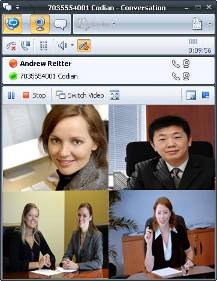 7035554001 Codian - Conversation
0:09:56
Andrew Reitter
7035554001 Codian
Stop
Switch Video